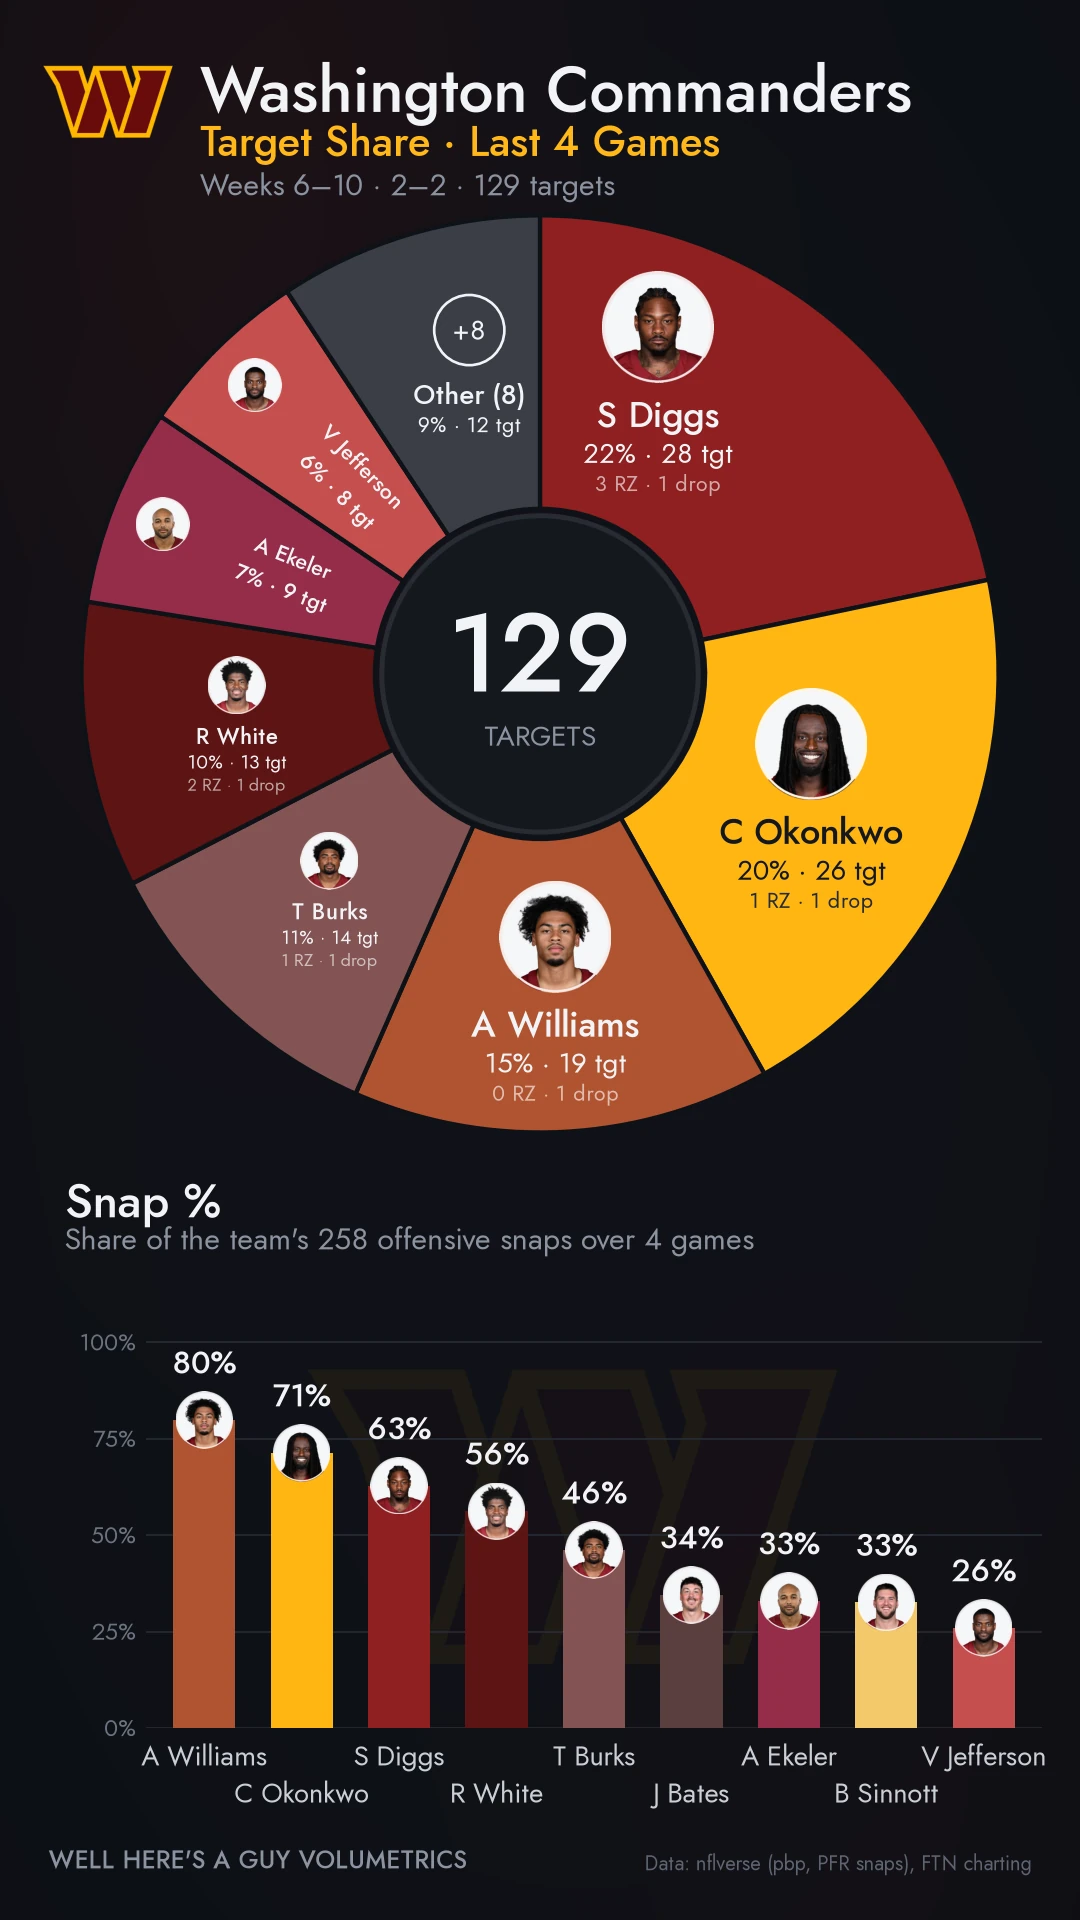 Washington Commanders
Target Share · Last 4 Games
Weeks 6–10 · 2–2 · 129 targets
S Diggs
22% · 28 tgt
3 RZ · 1 drop
C Okonkwo
20% · 26 tgt
1 RZ · 1 drop
A Williams
15% · 19 tgt
0 RZ · 1 drop
T Burks
11% · 14 tgt
1 RZ · 1 drop
R White
10% · 13 tgt
2 RZ · 1 drop
A Ekeler
7% · 9 tgt
V Jefferson
6% · 8 tgt
+8
Other (8)
9% · 12 tgt
129
TARGETS
Snap %
Share of the team's 258 offensive snaps over 4 games
100%
75%
50%
25%
0%
80%
71%
63%
56%
46%
34%
33%
33%
26%
A Williams
C Okonkwo
S Diggs
R White
T Burks
J Bates
A Ekeler
B Sinnott
V Jefferson
WELL HERE'S A GUY VOLUMETRICS
Data: nflverse (pbp, PFR snaps), FTN charting